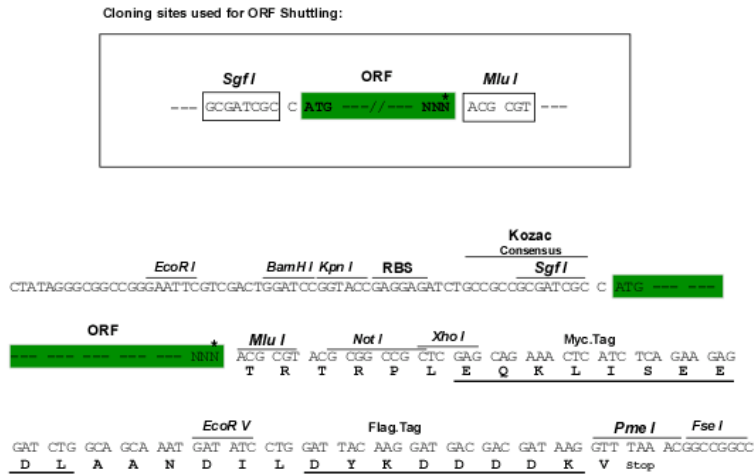 Cloning sites used for ORF Shuttling:
Sgf I ORF Mlu I
--- GCGATCGC C ATG ---//--- NNN* ACG CGT ---
Kozac
Consensus
EcoR I BamH I Kpn I RBS Sgf I
CTATAGGGCGGCCGGGAATTCGTCGACTGGATCCGGTACCGAGGAGATCTGCCGCCGCGATCGC C ATG --- ---
ORF Mlu I Not I Xho I Myc.Tag
--- --- --- --- --- --- NNN* ACG CGT ACG CGG CCG CTC GAG CAG AAA CTC ATC TCA GAA GAG
T R T R P L E Q K L I S E E
EcoR V Flag.Tag Pme I Fse I
GAT CTG GCA GCA AAT GAT ATC CTG GAT TAC AAG GAT GAC GAC GAT AAG GTT TAA ACGGCCGGCC
D L A A N D I L D Y K D D D D K V Stop